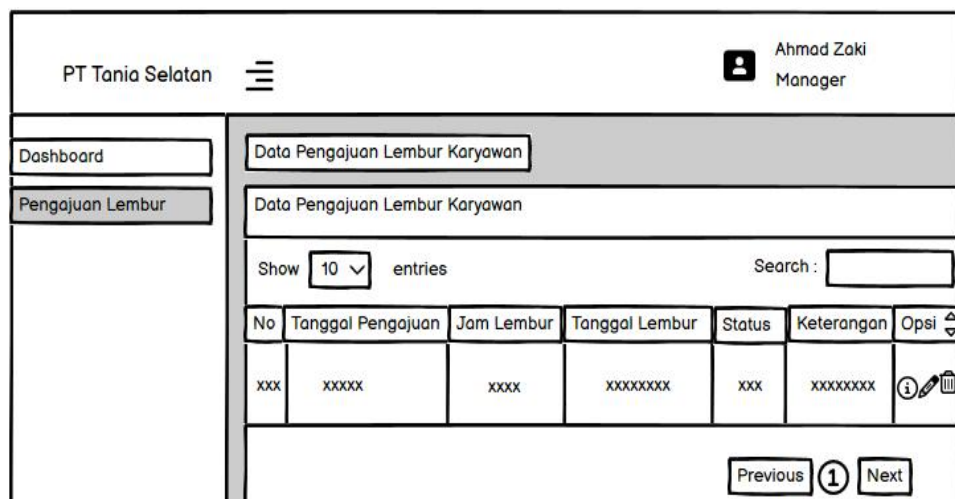 PT Tania Selatan
Ahmad Zaki
Manager
Dashboard
Pengajuan Lembur
Data Pengajuan Lembur Karyawan
Data Pengajuan Lembur Karyawan
Show 10 entries Search :
No Tanggal Pengajuan Jam Lembur Tanggal Lembur Status Keterangan Opsi
xxx xxxxx xxxx xxxxxxxx xxx xxxxxxxx
Previous 1 Next